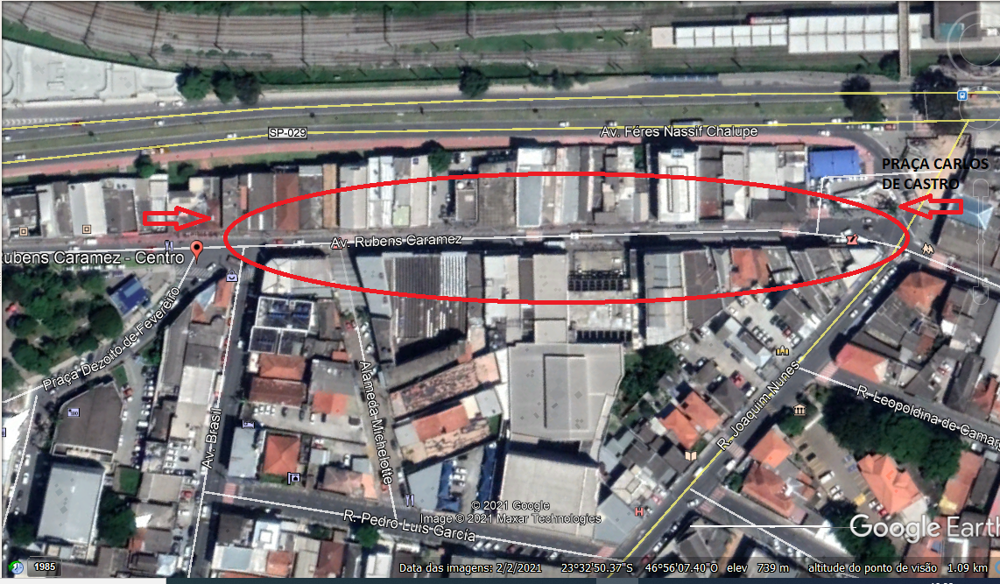 SP-029
Av. Féres Nassif Chalupe
PRAÇA CARLOS
DE CASTRO
Av. Rubens Caramez
Rubens Caramez - Centro
Praça Dezoito de Fevereiro
Av. Brasil
Alameda Michelotte
R. Joaquim Nunes
R. Leopoldina de Camar
R. Pedro Luis García
H
© 2021 Google
Image © 2021 Maxar Technologies
Google Earth
1985
Data das imagens: 2/2/2021 23°32'50.37"S 46°56'07.40"O elev 739 m altitude do ponto de visão 1.09 km